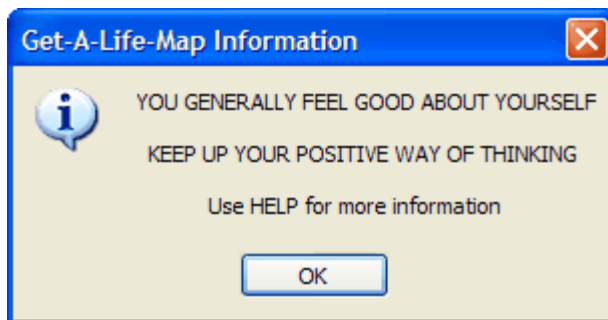 Get-A-Life-Map Information
YOU GENERALLY FEEL GOOD ABOUT YOURSELF
KEEP UP YOUR POSITIVE WAY OF THINKING
Use HELP for more information
OK